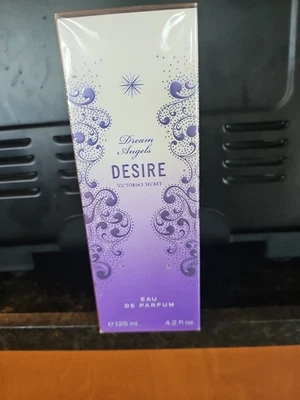 Dream
Angels
DESIRE
VICTORIA'S SECRET
EAU
DE PARFUM
℮ 125 ml 4.2 fl oz